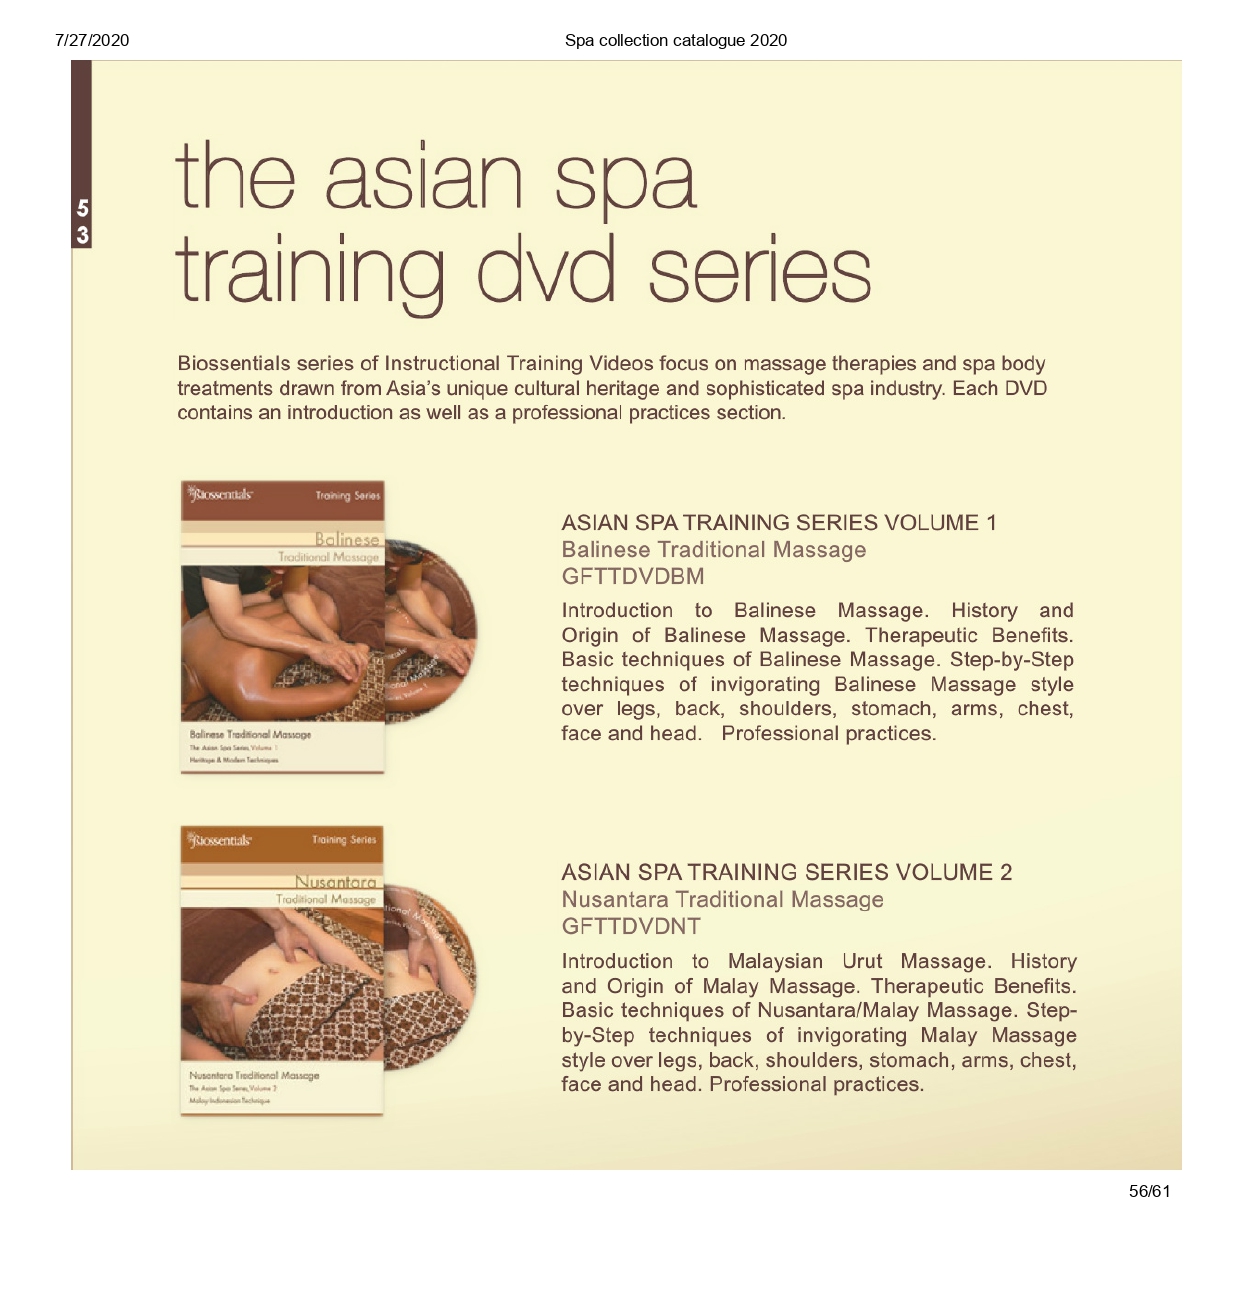 7/27/2020
Spa collection catalogue 2020
5
3
the asian spa
training dvd series
Biossentials series of Instructional Training Videos focus on massage therapies and spa body
treatments drawn from Asia’s unique cultural heritage and sophisticated spa industry. Each DVD
contains an introduction as well as a professional practices section.
Biossentials Training Series
Balinese
Traditional Massage
Balinese Traditional Massage
The Asian Spa Series, Volume 1
Heritage & Modern Techniques
ASIAN SPA TRAINING SERIES VOLUME 1
Balinese Traditional Massage
GFTTDVDBM
Introduction to Balinese Massage. History and
Origin of Balinese Massage. Therapeutic Benefits.
Basic techniques of Balinese Massage. Step-by-Step
techniques of invigorating Balinese Massage style
over legs, back, shoulders, stomach, arms, chest,
face and head. Professional practices.
Biossentials Training Series
Nusantara
Traditional Massage
Nusantara Traditional Massage
The Asian Spa Series, Volume 2
Malay-Indonesian Technique
ASIAN SPA TRAINING SERIES VOLUME 2
Nusantara Traditional Massage
GFTTDVDNT
Introduction to Malaysian Urut Massage. History
and Origin of Malay Massage. Therapeutic Benefits.
Basic techniques of Nusantara/Malay Massage. Step-
by-Step techniques of invigorating Malay Massage
style over legs, back, shoulders, stomach, arms, chest,
face and head. Professional practices.
56/61